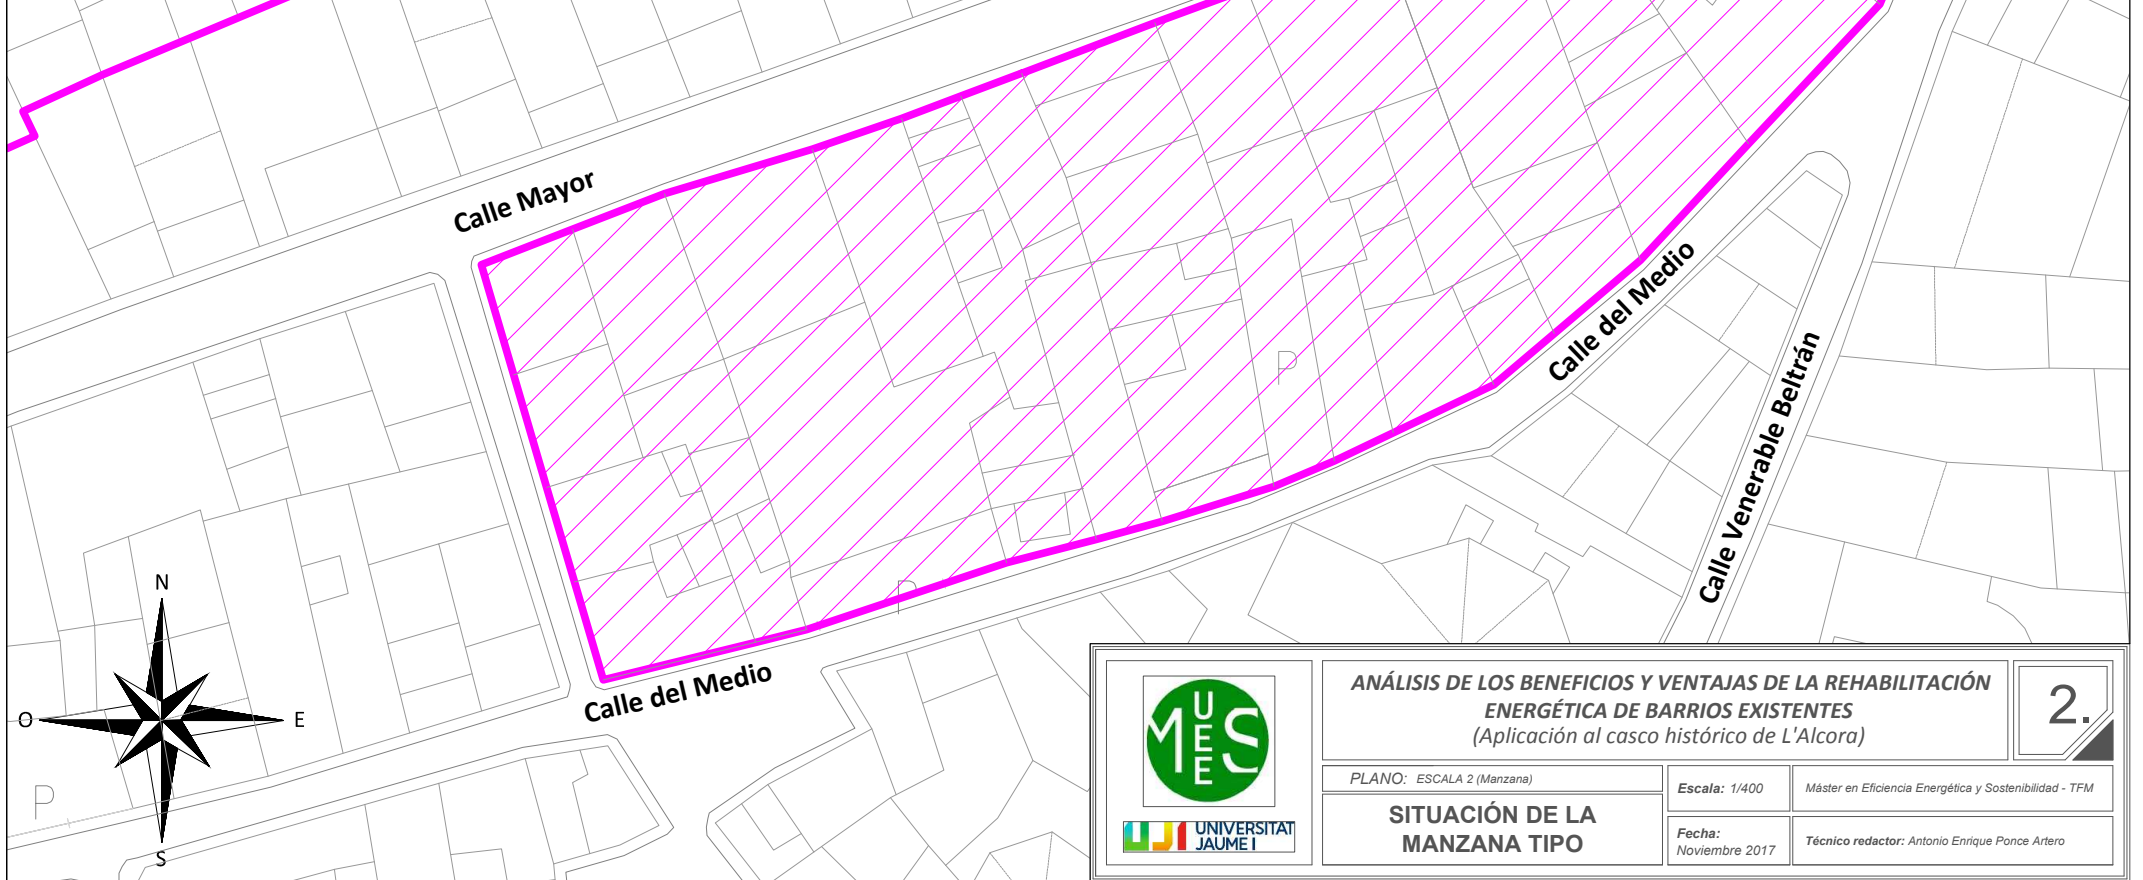 Calle Mayor
Calle del Medio
Calle Venerable Beltrán
P
P
Calle del Medio
N
O
E
S
P
MUEES
UJI UNIVERSITAT
JAUME I
ANÁLISIS DE LOS BENEFICIOS Y VENTAJAS DE LA REHABILITACIÓN
ENERGÉTICA DE BARRIOS EXISTENTES
(Aplicación al casco histórico de L'Alcora)
2.
PLANO: ESCALA 2 (Manzana)
SITUACIÓN DE LA
MANZANA TIPO
Escala: 1/400
Máster en Eficiencia Energética y Sostenibilidad - TFM
Fecha:
Noviembre 2017
Técnico redactor: Antonio Enrique Ponce Artero